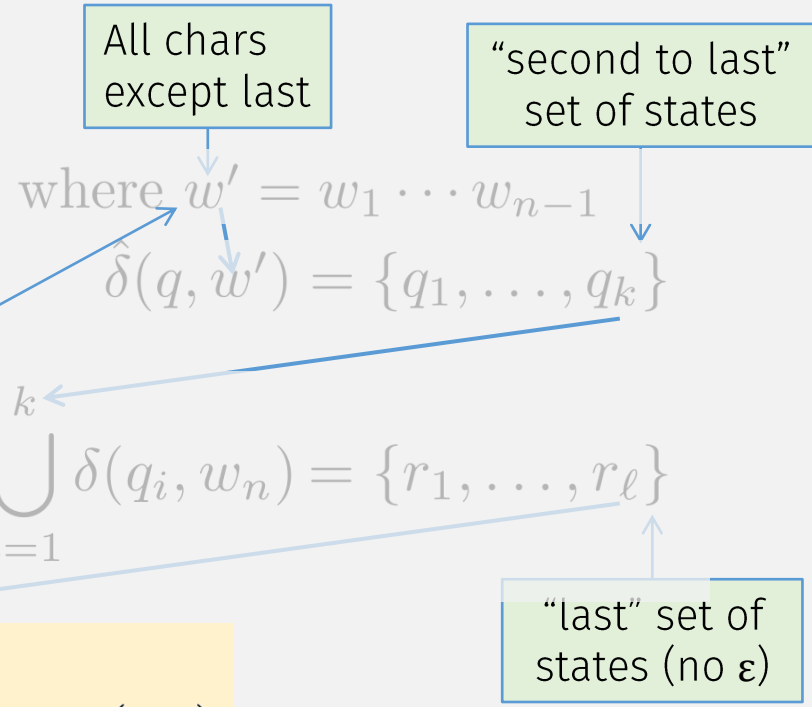 All chars
except last
“second to last”
set of states
where w′ = w₁ ⋯ wₙ₋₁
δ̂(q, w′) = {q₁, . . . , qₖ}
k
⋃ δ(qᵢ, wₙ) = {r₁, . . . , r_ℓ}
=1
“last” set of
states (no ε)